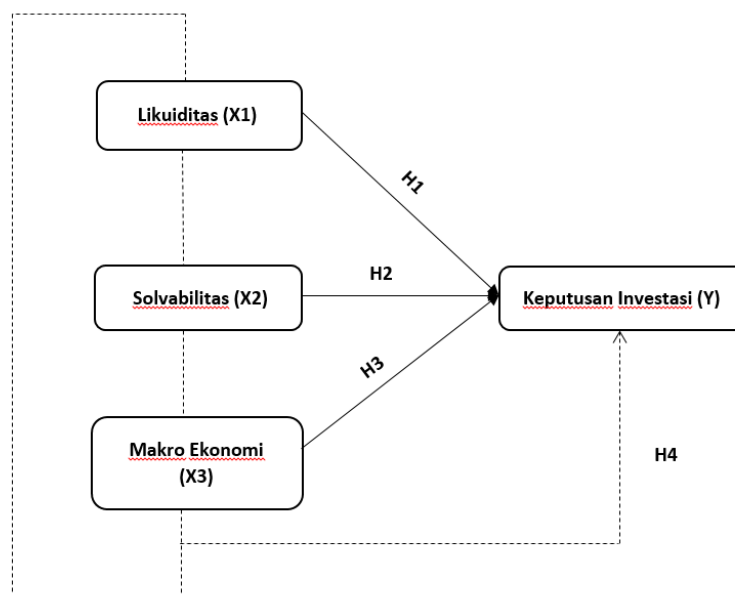 Likuiditas (X1)
H1
Solvabilitas (X2)
H2
Keputusan Investasi (Y)
H3
Makro Ekonomi
(X3)
H4